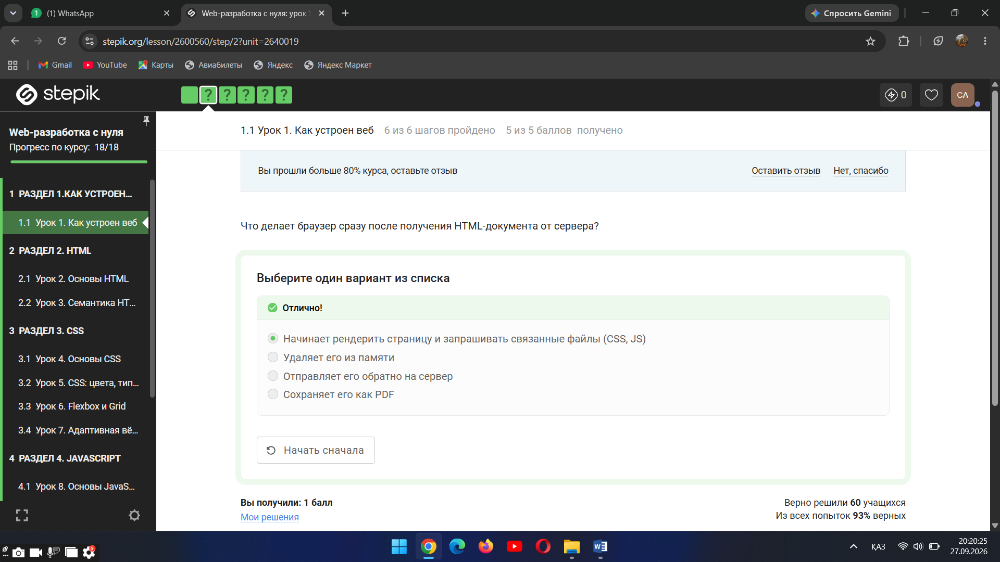 1
(1) WhatsApp
Web-разработка с нуля: урок
Спросить Gemini
stepik.org/lesson/2600560/step/2?unit=2640019
Gmail
YouTube
Карты
Авиабилеты
Яндекс
Яндекс Маркет
stepik
? ? ? ? ?
0
CA
Web-разработка с нуля
Прогресс по курсу: 18/18
1 РАЗДЕЛ 1.КАК УСТРОЕН...
1.1 Урок 1. Как устроен веб
2 РАЗДЕЛ 2. HTML
2.1 Урок 2. Основы HTML
2.2 Урок 3. Семантика HT...
3 РАЗДЕЛ 3. CSS
3.1 Урок 4. Основы CSS
3.2 Урок 5. CSS: цвета, тип...
3.3 Урок 6. Flexbox и Grid
3.4 Урок 7. Адаптивная вё...
4 РАЗДЕЛ 4. JAVASCRIPT
4.1 Урок 8. Основы JavaS...
1.1 Урок 1. Как устроен веб 6 из 6 шагов пройдено 5 из 5 баллов получено
Вы прошли больше 80% курса, оставьте отзыв
Оставить отзыв
Нет, спасибо
Что делает браузер сразу после получения HTML-документа от сервера?
Выберите один вариант из списка
Отлично!
Начинает рендерить страницу и запрашивать связанные файлы (CSS, JS)
Удаляет его из памяти
Отправляет его обратно на сервер
Сохраняет его как PDF
Начать сначала
Вы получили: 1 балл
Мои решения
Верно решили 60 учащихся
Из всех попыток 93% верных
5
ҚАЗ
20:20:25
27.09.2026